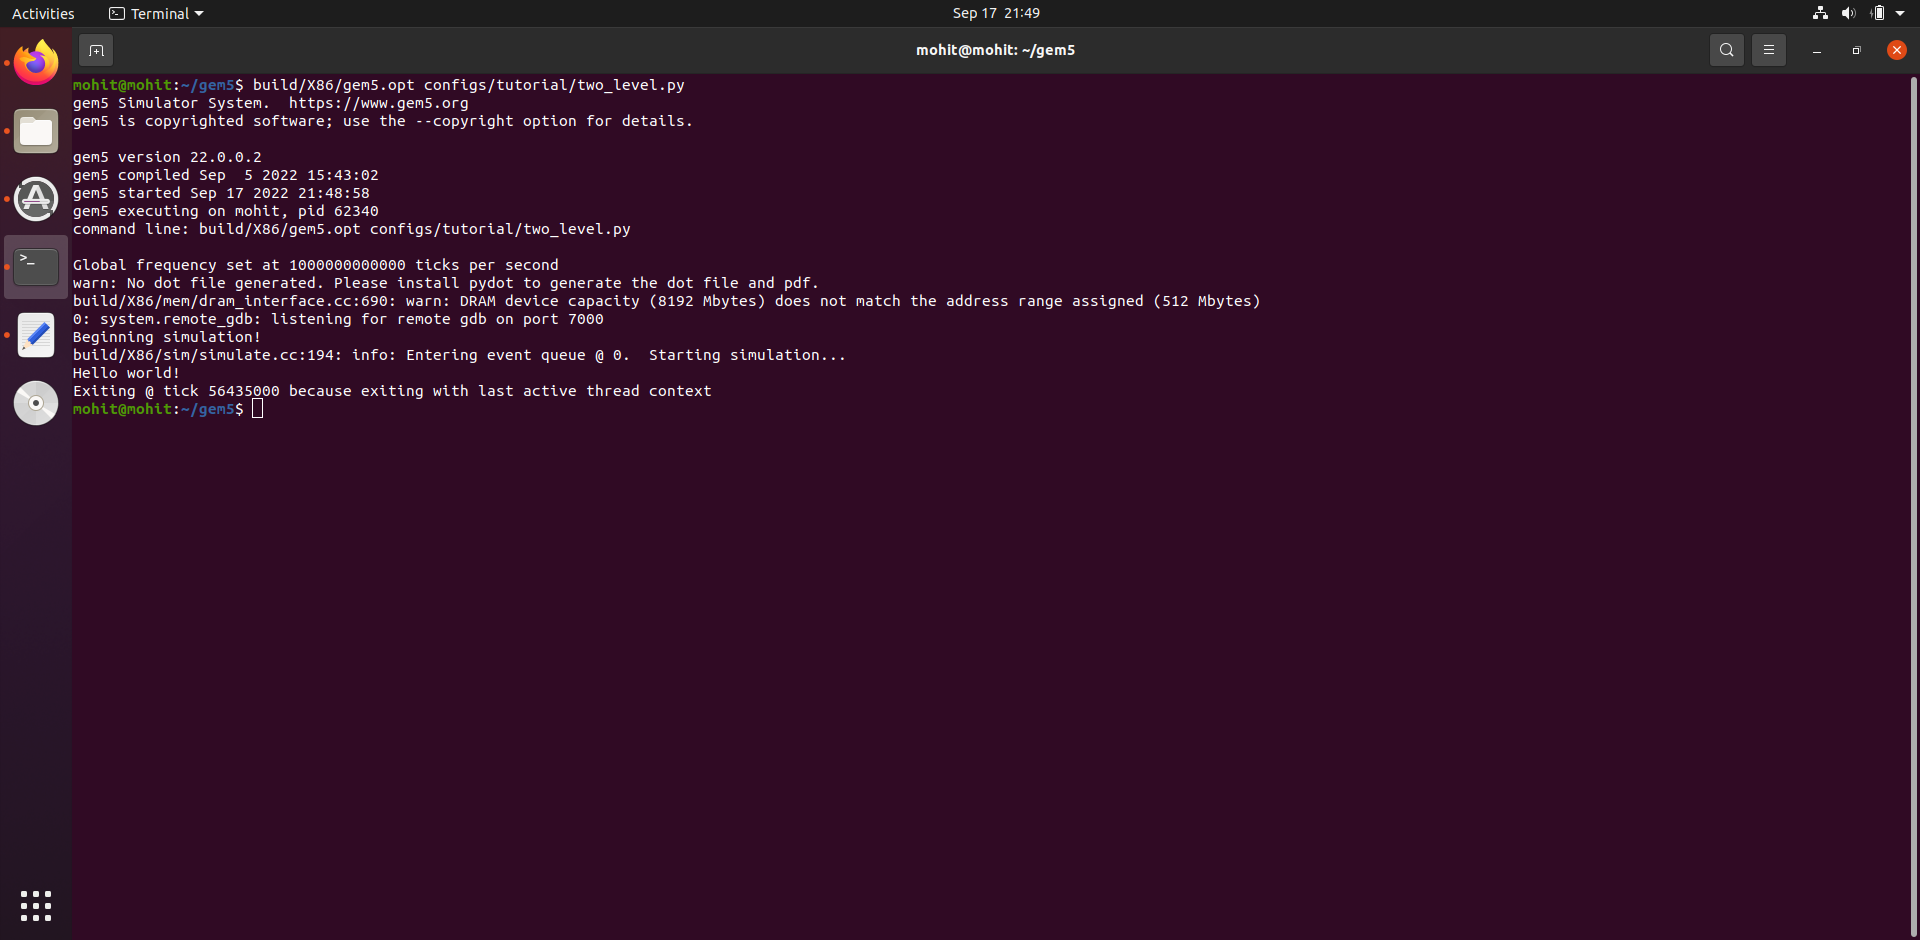 Activities
Terminal
Sep 17 21:49
mohit@mohit: ~/gem5
mohit@mohit:~/gem5$ build/X86/gem5.opt configs/tutorial/two_level.py
gem5 Simulator System.  https://www.gem5.org
gem5 is copyrighted software; use the --copyright option for details.

gem5 version 22.0.0.2
gem5 compiled Sep  5 2022 15:43:02
gem5 started Sep 17 2022 21:48:58
gem5 executing on mohit, pid 62340
command line: build/X86/gem5.opt configs/tutorial/two_level.py

Global frequency set at 1000000000000 ticks per second
warn: No dot file generated. Please install pydot to generate the dot file and pdf.
build/X86/mem/dram_interface.cc:690: warn: DRAM device capacity (8192 Mbytes) does not match the address range assigned (512 Mbytes)
0: system.remote_gdb: listening for remote gdb on port 7000
Beginning simulation!
build/X86/sim/simulate.cc:194: info: Entering event queue @ 0.  Starting simulation...
Hello world!
Exiting @ tick 56435000 because exiting with last active thread context
mohit@mohit:~/gem5$